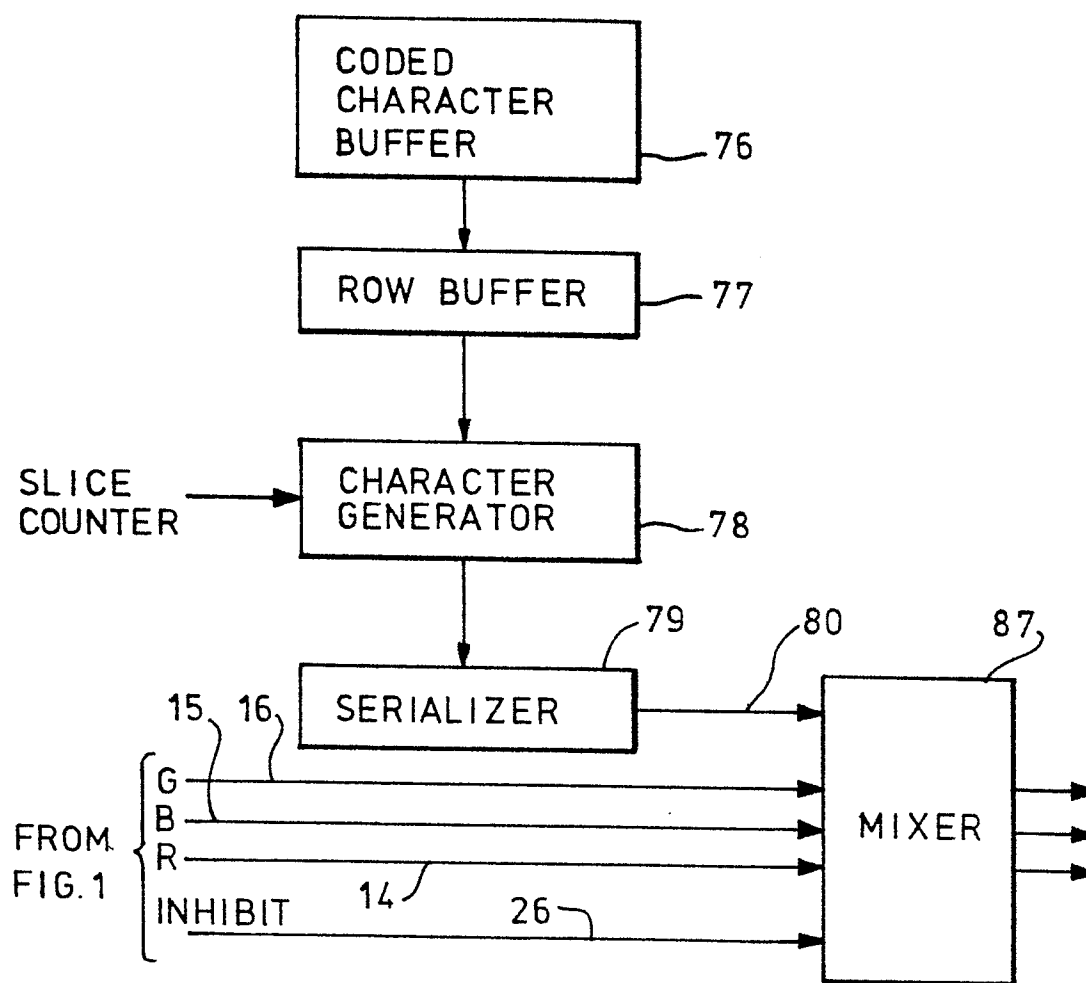 CODED
CHARACTER
BUFFER
76
ROW BUFFER
77
SLICE
COUNTER
CHARACTER
GENERATOR
78
79
80
87
SERIALIZER
15
16
G
B
R
FROM.
FIG.1
MIXER
14
INHIBIT
26